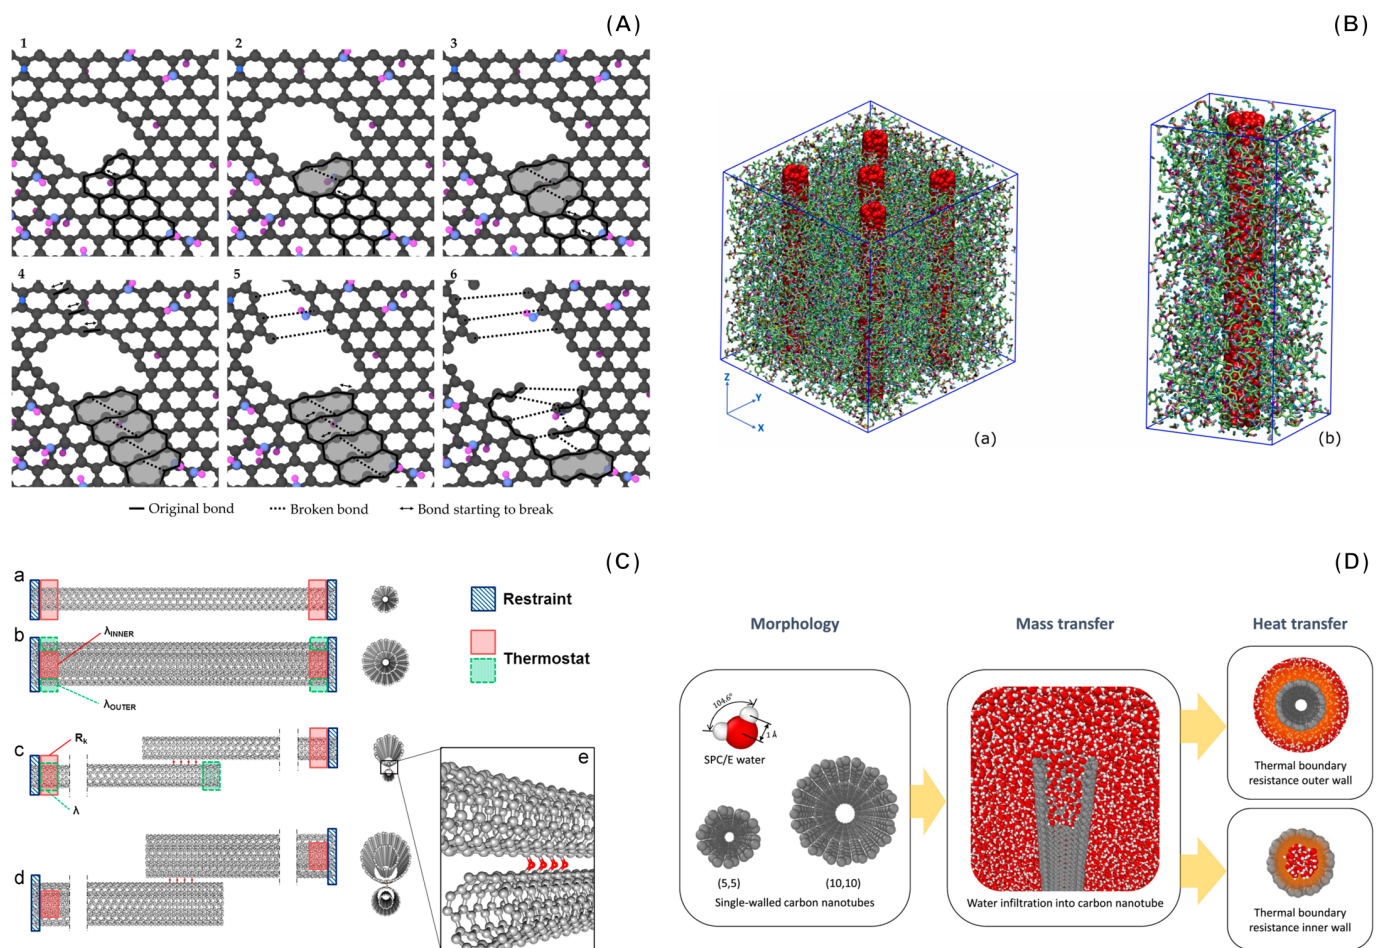 (A)
1
2
3
4
5
6
Original bond
Broken bond
Bond starting to break
(B)
Z
Y
X
(a)
(b)
(C)
a
b
λINNER
λOUTER
c
Rk
λ
d
e
Restraint
Thermostat
(D)
Morphology
Mass transfer
Heat transfer
104.6°
1 Å
SPC/E water
(5,5)
(10,10)
Single-walled carbon nanotubes
Water infiltration into carbon nanotube
Thermal boundary
resistance outer wall
Thermal boundary
resistance inner wall